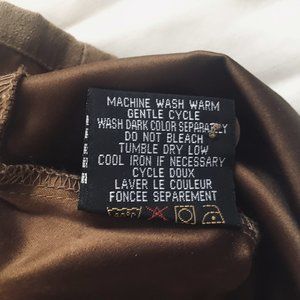 MACHINE WASH WARM
GENTLE CYCLE
WASH DARK COLOR SEPARATELY
DO NOT BLEACH
TUMBLE DRY LOW
COOL IRON IF NECESSARY
CYCLE DOUX
LAVER LE COULEUR
FONCEE SEPAREMENT